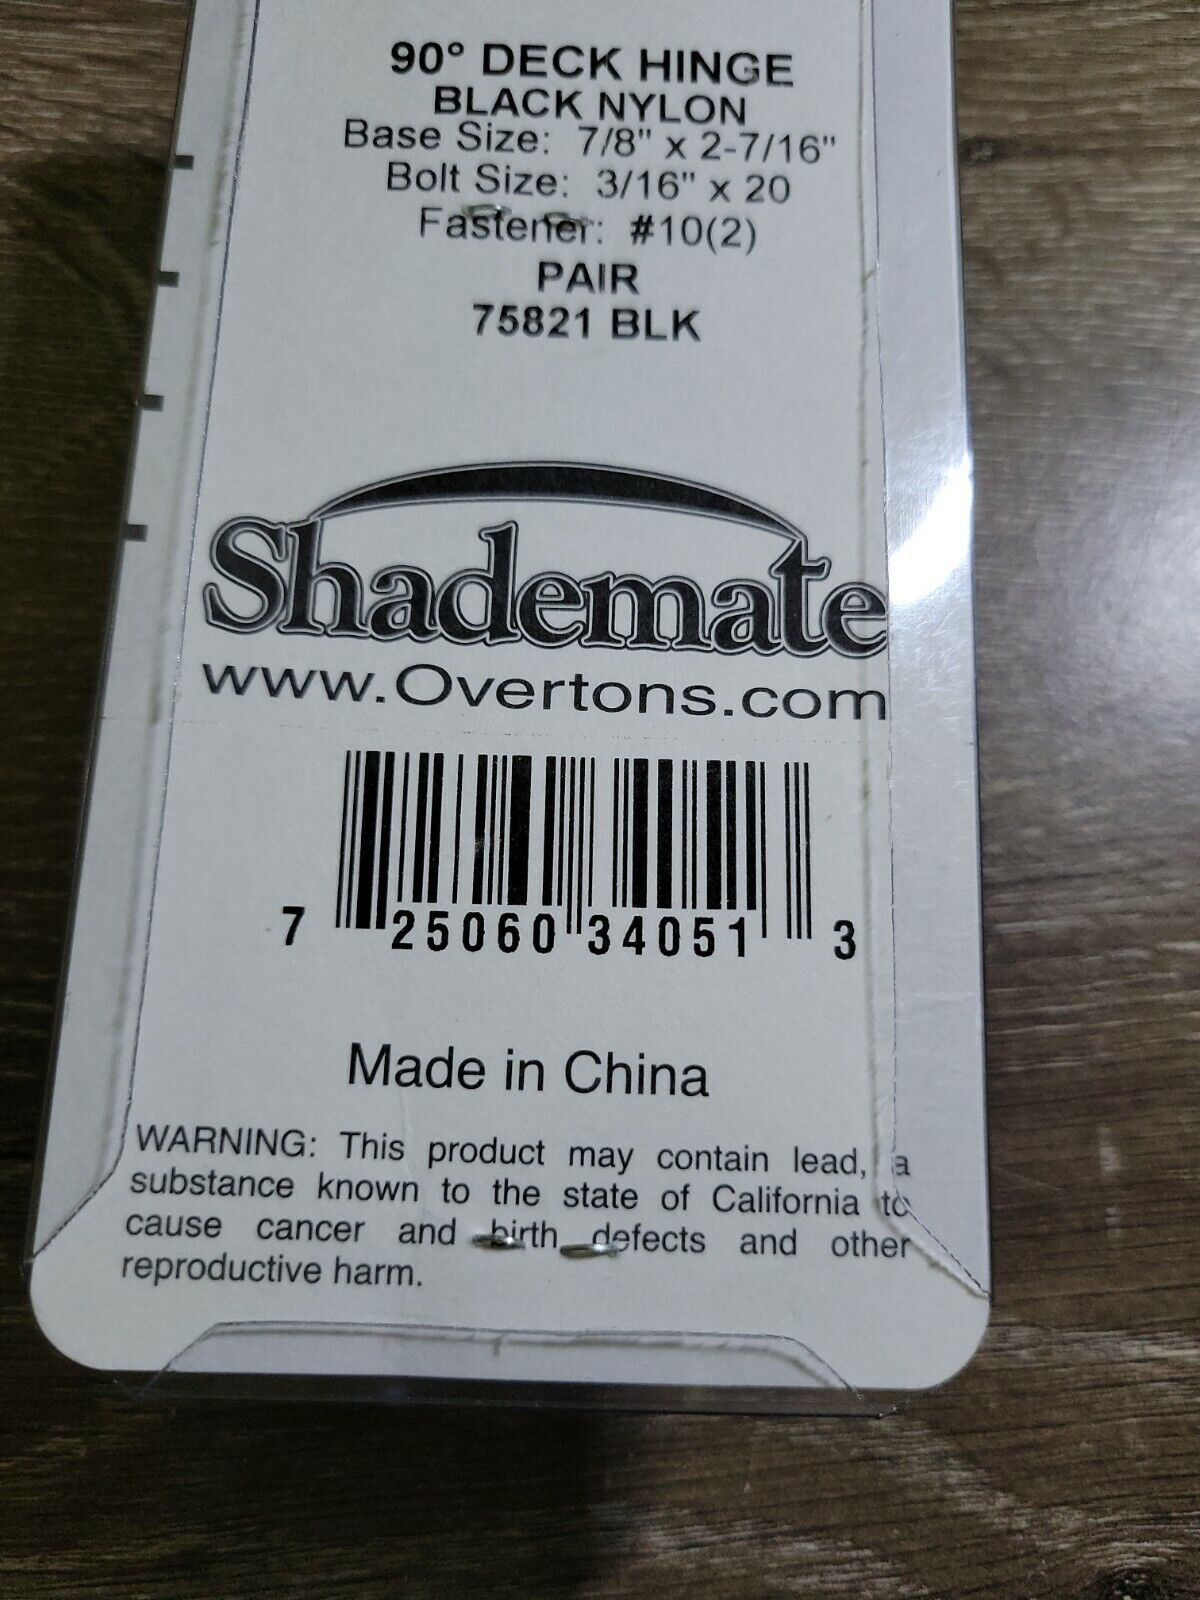 90° DECK HINGE
BLACK NYLON
Base Size: 7/8" x 2-7/16"
Bolt Size: 3/16" x 20
Fastener: #10(2)
PAIR
75821 BLK
Shademate
www.Overtons.com
7 25060 34051 3
Made in China
WARNING: This product may contain lead, a
substance known to the state of California to
cause cancer and birth defects and other
reproductive harm.